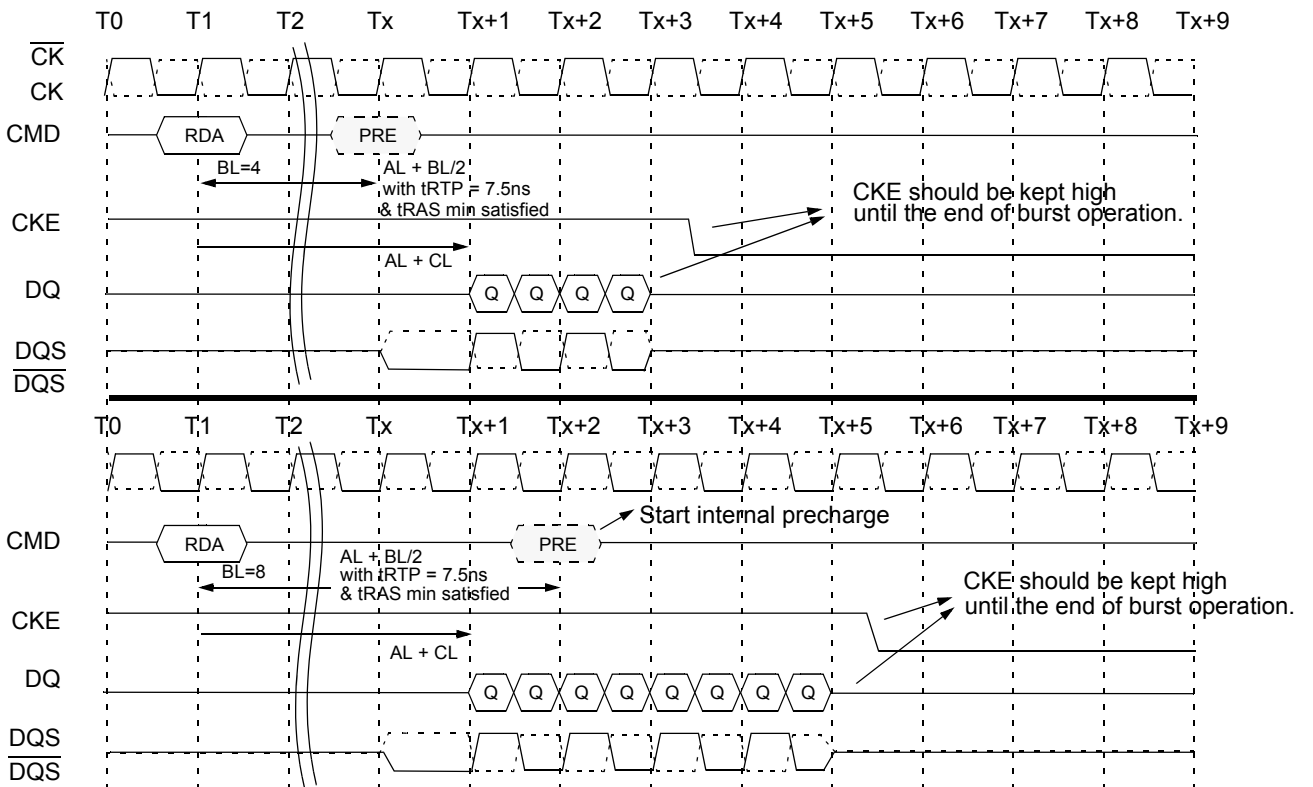 T0 T1 T2 Tx Tx+1 Tx+2 Tx+3 Tx+4 Tx+5 Tx+6 Tx+7 Tx+8 Tx+9
CK
CK
CMD RDA PRE
BL=4 AL + BL/2
with tRTP = 7.5ns
& tRAS min satisfied
CKE should be kept high
until the end of burst operation.
CKE
AL + CL
DQ Q Q Q Q
DQS
DQS
T0 T1 T2 Tx Tx+1 Tx+2 Tx+3 Tx+4 Tx+5 Tx+6 Tx+7 Tx+8 Tx+9
Start internal precharge
CMD RDA PRE
BL=8 AL + BL/2
with tRTP = 7.5ns
& tRAS min satisfied
CKE should be kept high
until the end of burst operation.
CKE
AL + CL
DQ Q Q Q Q Q Q Q Q
DQS
DQS